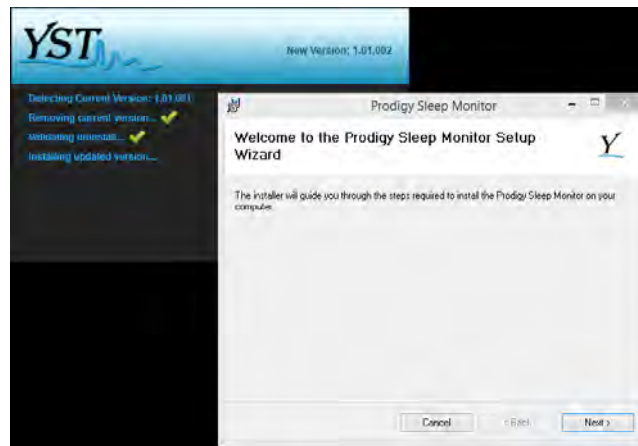 YST
New Version: 1.01.002
Detecting Current Version: 1.01.001
Removing current version...
Validating uninstall...
Installing updated version...
Prodigy Sleep Monitor
Welcome to the Prodigy Sleep Monitor Setup
Wizard
Y
The installer will guide you through the steps required to install the Prodigy Sleep Monitor on your
computer.
Cancel
< Back
Next >